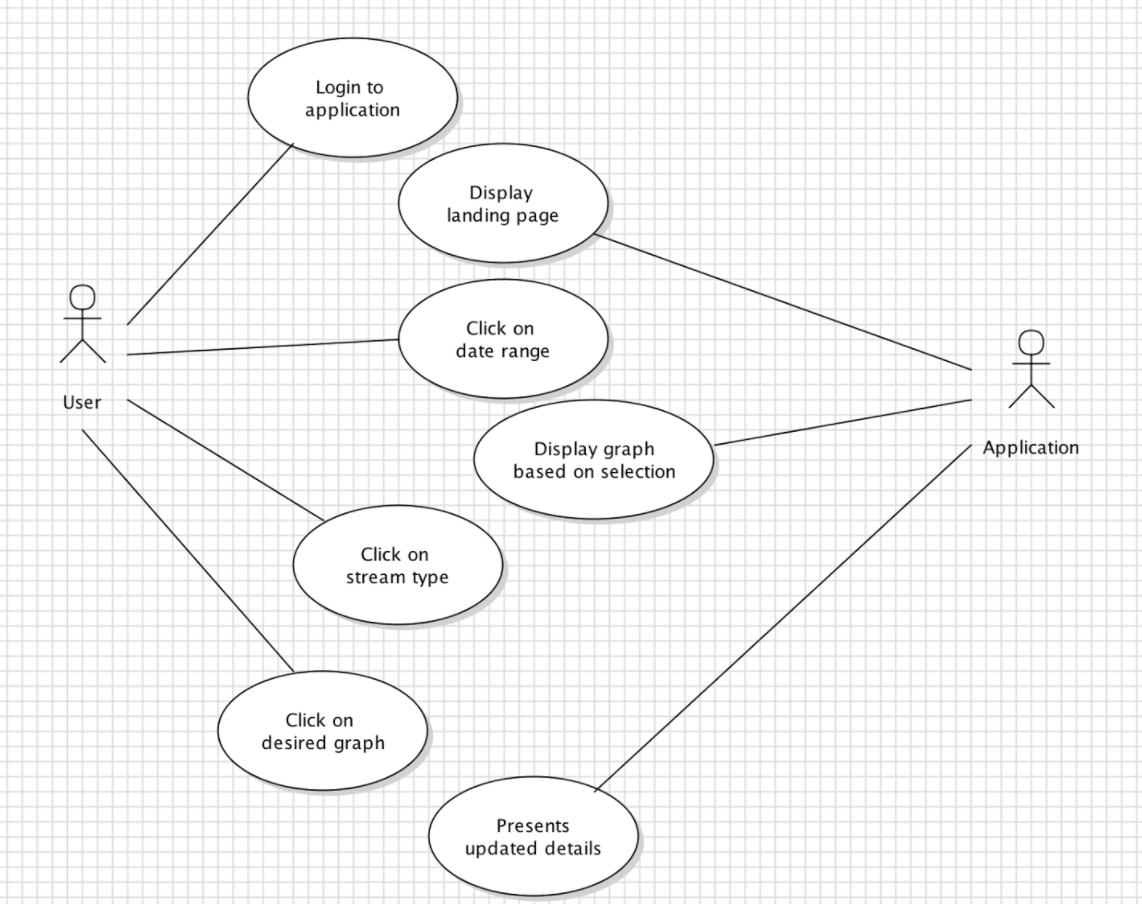 Login to
application
Display
landing page
Click on
date range
User
Display graph
based on selection
Application
Click on
stream type
Click on
desired graph
Presents
updated details